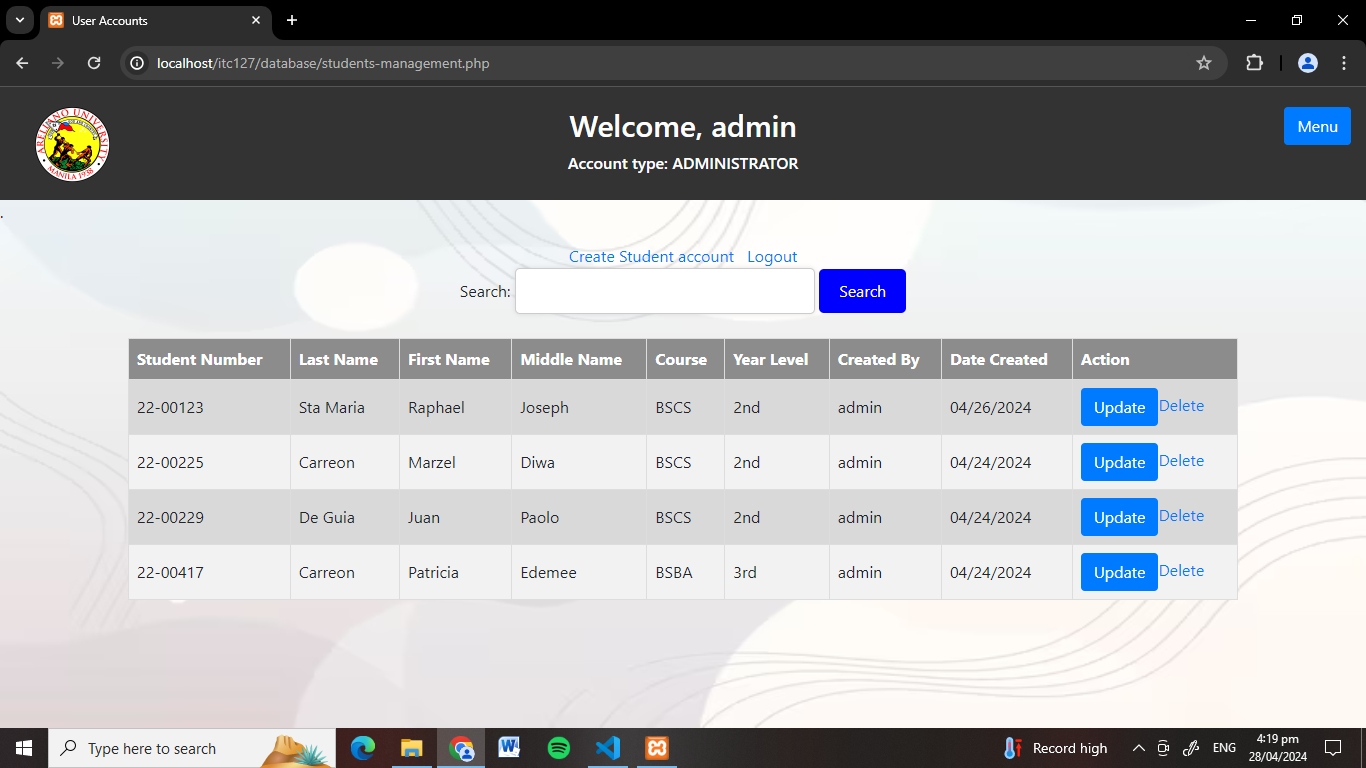 User Accounts
localhost/itc127/database/students-management.php
ARELLANO UNIVERSITY
MANILA 1938
Welcome, admin
Menu
Account type: ADMINISTRATOR
.
Create Student account Logout
Search: Search
Student Number Last Name First Name Middle Name Course Year Level Created By Date Created Action
22-00123 Sta Maria Raphael Joseph BSCS 2nd admin 04/26/2024 Update Delete
22-00225 Carreon Marzel Diwa BSCS 2nd admin 04/24/2024 Update Delete
22-00229 De Guia Juan Paolo BSCS 2nd admin 04/24/2024 Update Delete
22-00417 Carreon Patricia Edemee BSBA 3rd admin 04/24/2024 Update Delete
Type here to search
Record high
ENG
4:19 pm
28/04/2024